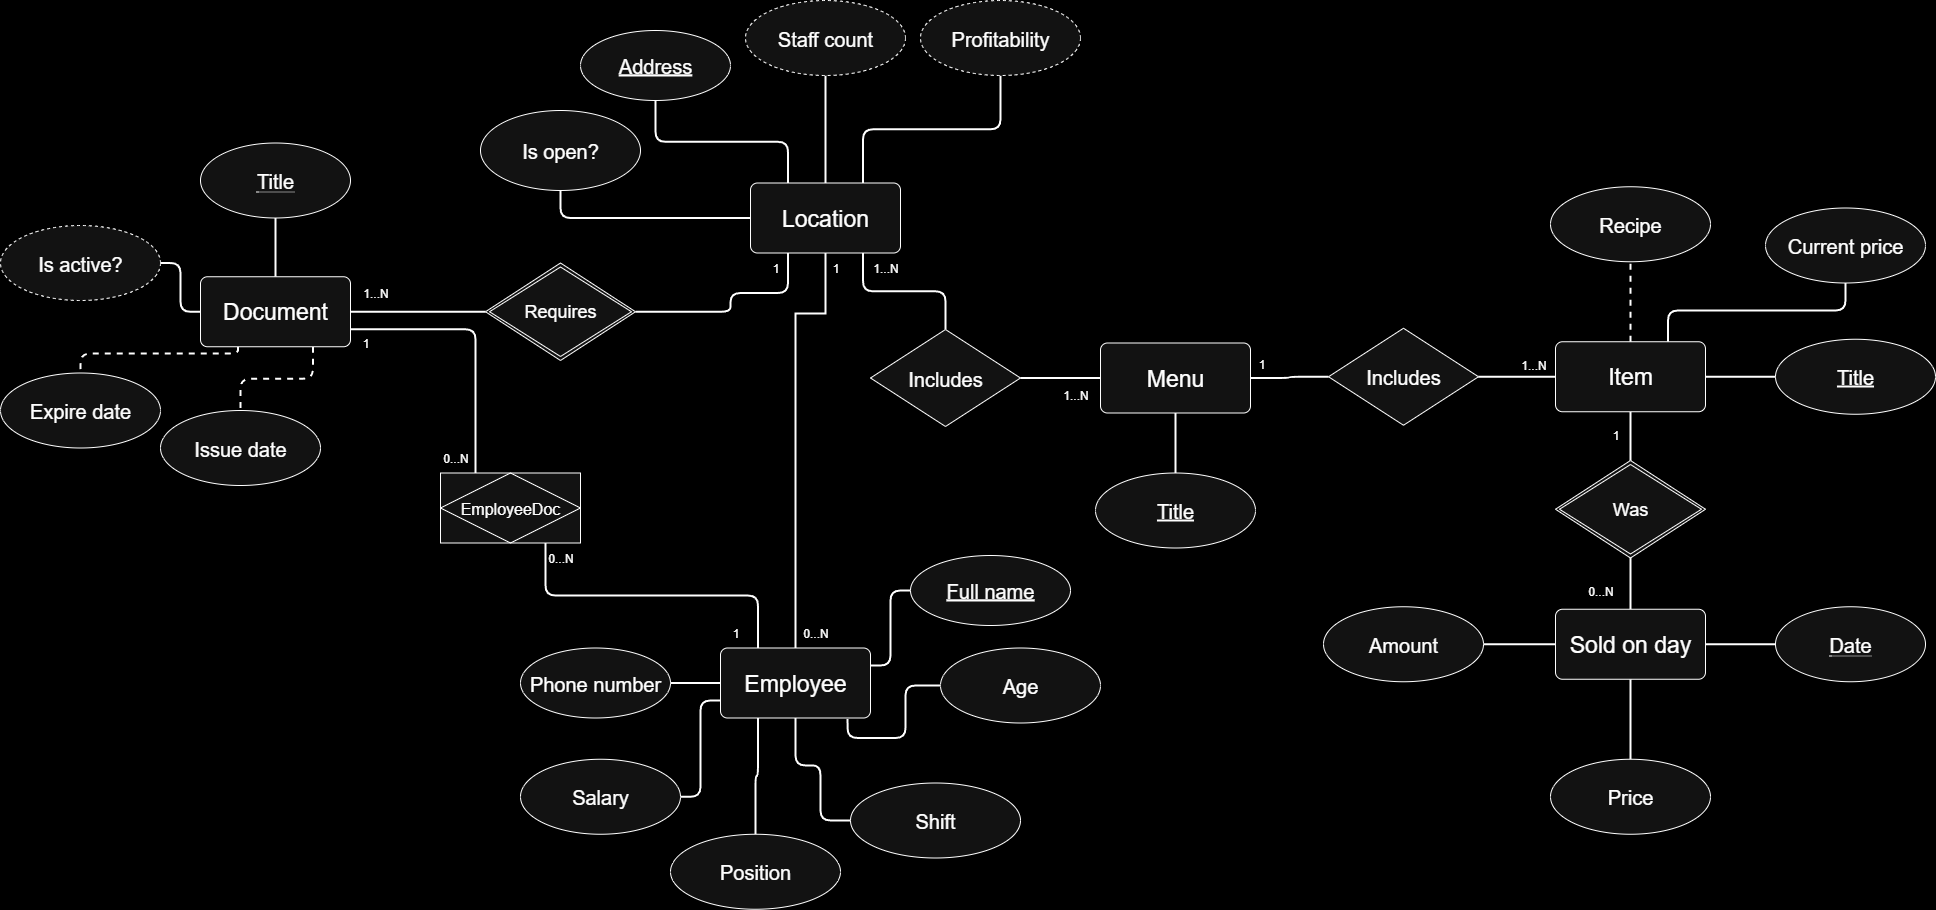 Staff count
Profitability
Address
Is open?
Title
Location
Recipe
Current price
Is active?
1
1
1...N
1...N
Document
Requires
1
Expire date
Issue date
Includes
1...N
Menu
1
Includes
1...N
Item
Title
1
0...N
EmployeeDoc
0...N
Title
Was
0...N
Full name
1
0...N
Phone number
Employee
Age
Amount
Sold on day
Date
Salary
Shift
Price
Position